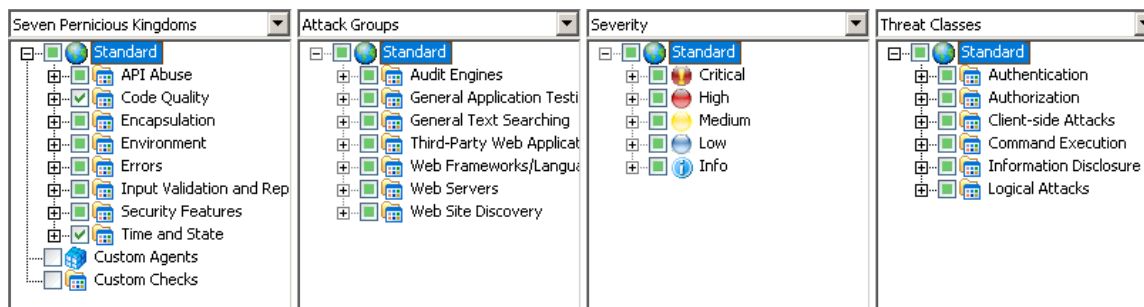 Seven Pernicious Kingdoms
Standard
API Abuse
Code Quality
Encapsulation
Environment
Errors
Input Validation and Rep
Security Features
Time and State
Custom Agents
Custom Checks
Attack Groups
Standard
Audit Engines
General Application Testi
General Text Searching
Third-Party Web Applicat
Web Frameworks/Langua
Web Servers
Web Site Discovery
Severity
Standard
Critical
High
Medium
Low
Info
Threat Classes
Standard
Authentication
Authorization
Client-side Attacks
Command Execution
Information Disclosure
Logical Attacks